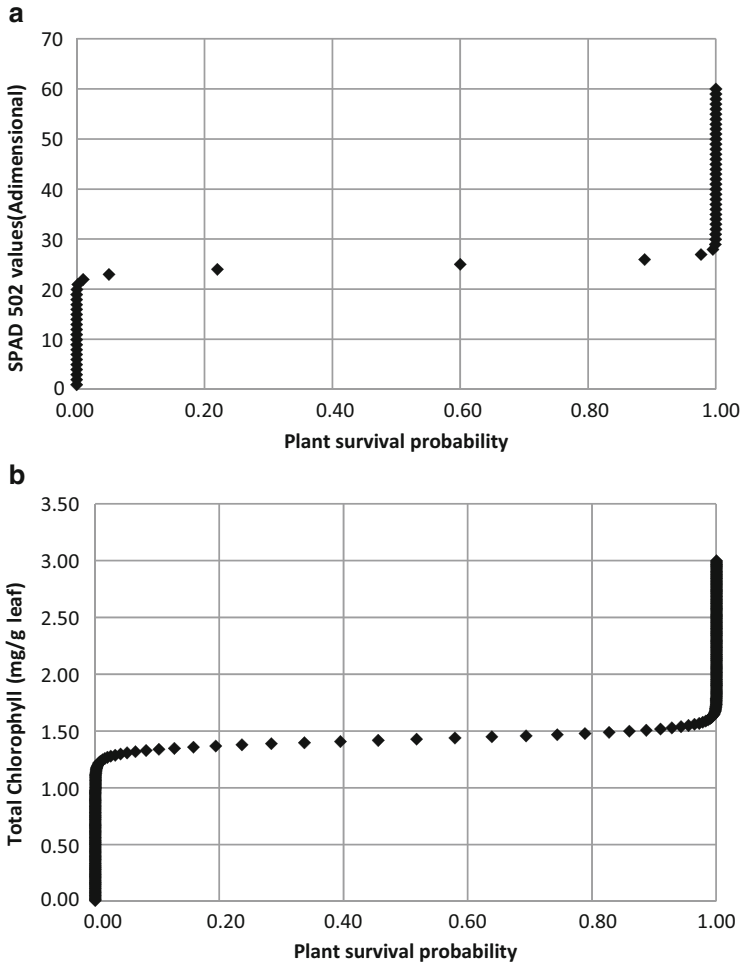 a
70
60
50
40
30
20
10
0
SPAD 502 values(Adimensional)
0.00 0.20 0.40 0.60 0.80 1.00
Plant survival probability
b
3.50
3.00
2.50
2.00
1.50
1.00
0.50
0.00
Total Chlorophyll (mg/g leaf)
0.00 0.20 0.40 0.60 0.80 1.00
Plant survival probability